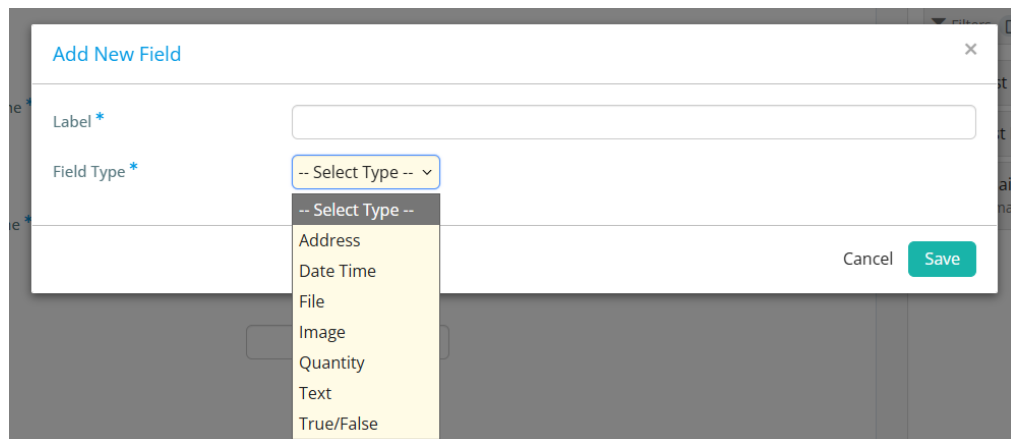 Filters
Add New Field
×
Label *
Field Type *
-- Select Type --
-- Select Type --
Address
Date Time
File
Image
Quantity
Text
True/False
Cancel
Save